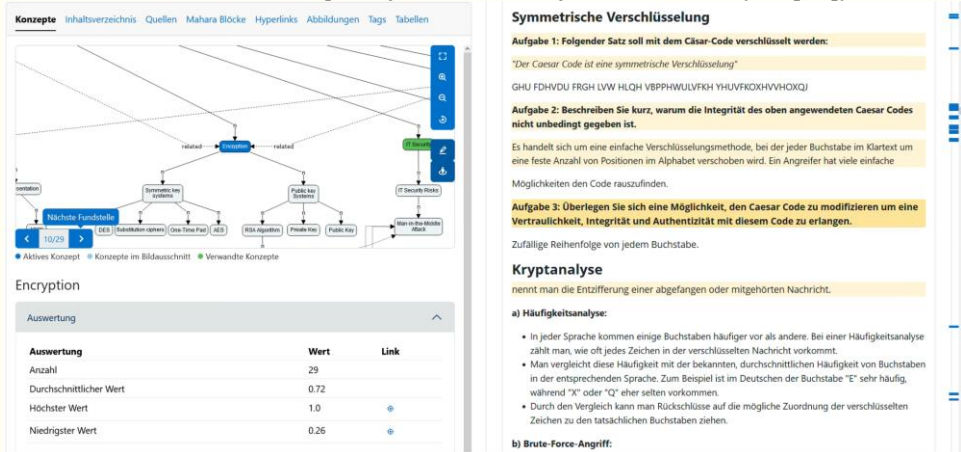 Konzepte Inhaltsverzeichnis Quellen Mahara Blöcke Hyperlinks Abbildungen Tags Tabellen
related
Encryption
related
IT Security
Symmetric key systems
Public key Systems
IT Security Risks
Nächste Fundstelle
DES
Substitution ciphers
One-Time Pad
AES
RSA Algorithm
Private Key
Public Key
Man-in-the-Middle Attack
10/29
Aktives Konzept
Konzepte im Bildausschnitt
Verwandte Konzepte
Encryption
Auswertung
Auswertung Wert Link
Anzahl 29
Durchschnittlicher Wert 0.72
Höchster Wert 1.0
Niedrigster Wert 0.26
Symmetrische Verschlüsselung
Aufgabe 1: Folgender Satz soll mit dem Cäsar-Code verschlüsselt werden:
"Der Caesar Code ist eine symmetrische Verschlüsselung"
GHU FDHVDU FRGH LVW HLQH VBPPHWULVFKH YHUVFKOXHVVHOXQJ
Aufgabe 2: Beschreiben Sie kurz, warum die Integrität des oben angewendeten Caesar Codes
nicht unbedingt gegeben ist.
Es handelt sich um eine einfache Verschlüsselungsmethode, bei der jeder Buchstabe im Klartext um
eine feste Anzahl von Positionen im Alphabet verschoben wird. Ein Angreifer hat viele einfache
Möglichkeiten den Code rauszufinden.
Aufgabe 3: Überlegen Sie sich eine Möglichkeit, den Caesar Code zu modifizieren um eine
Vertraulichkeit, Integrität und Authentizität mit diesem Code zu erlangen.
Zufällige Reihenfolge von jedem Buchstabe.
Kryptanalyse
nennt man die Entzifferung einer abgefangen oder mitgehörten Nachricht.
a) Häufigkeitsanalyse:
• In jeder Sprache kommen einige Buchstaben häufiger vor als andere. Bei einer Häufigkeitsanalyse
zählt man, wie oft jedes Zeichen in der verschlüsselten Nachricht vorkommt.
• Man vergleicht diese Häufigkeit mit der bekannten, durchschnittlichen Häufigkeit von Buchstaben
in der entsprechenden Sprache. Zum Beispiel ist im Deutschen der Buchstabe "E" sehr häufig,
während "X" oder "Q" eher selten vorkommen.
• Durch den Vergleich kann man Rückschlüsse auf die mögliche Zuordnung der verschlüsselten
Zeichen zu den tatsächlichen Buchstaben ziehen.
b) Brute-Force-Angriff: